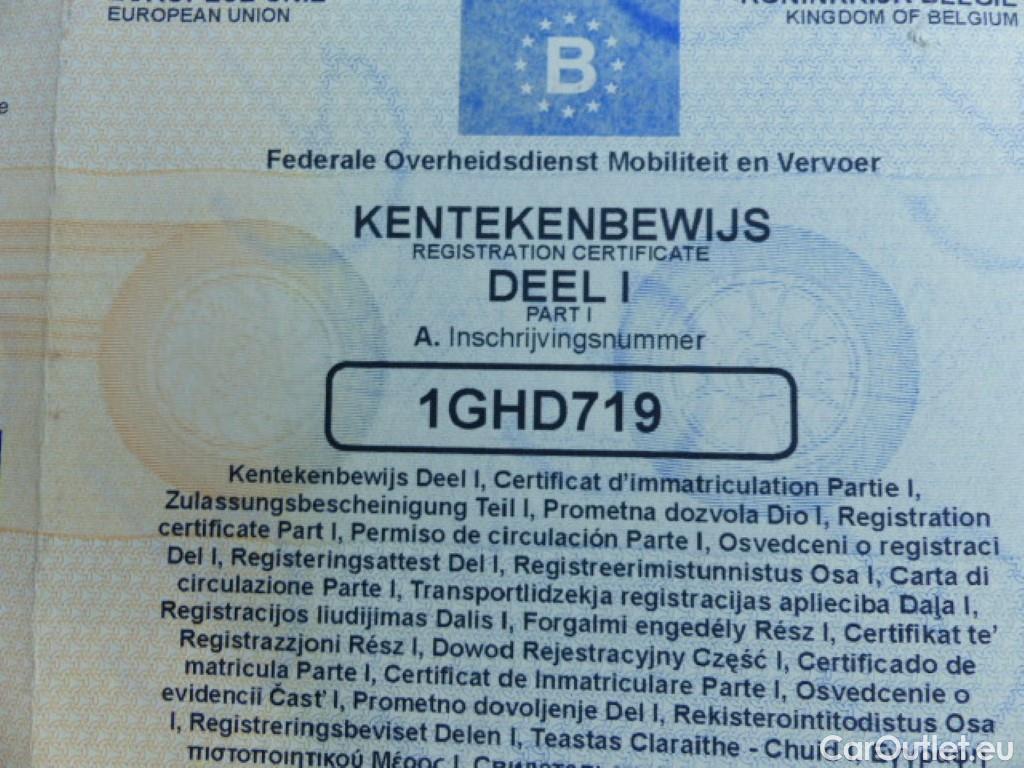 EUROPEAN UNION
KINGDOM OF BELGIUM
B
Federale Overheidsdienst Mobiliteit en Vervoer
KENTEKENBEWIJS
REGISTRATION CERTIFICATE
DEEL I
PART I
A. Inschrijvingsnummer
1GHD719
Kentekenbewijs Deel I, Certificat d'immatriculation Partie I,
Zulassungsbescheinigung Teil I, Prometna dozvola Dio I, Registration
certificate Part I, Permiso de circulación Parte I, Osvedceni o registraci
Del I, Registeringsattest Del I, Registreerimistunnistus Osa I, Carta di
circulazione Parte I, Transportlidzekja registracijas aplieciba Daļa I,
Registracijos liudijimas Dalis I, Forgalmi engedély Rész I, Certifikat te'
Registrazzjoni Rész I, Dowod Rejestracyjny Część I, Certificado de
matricula Parte I, Certificat de Inmatriculare Parte I, Osvedcenie o
evidencii Časť I, Prometno dovoljenje Del I, Rekisterointitodistus Osa
I, Registreringsbeviset Delen I, Teastas Claraithe - Chuid
πιστοποιητικού Μέρος I,
CarOutlet.eu